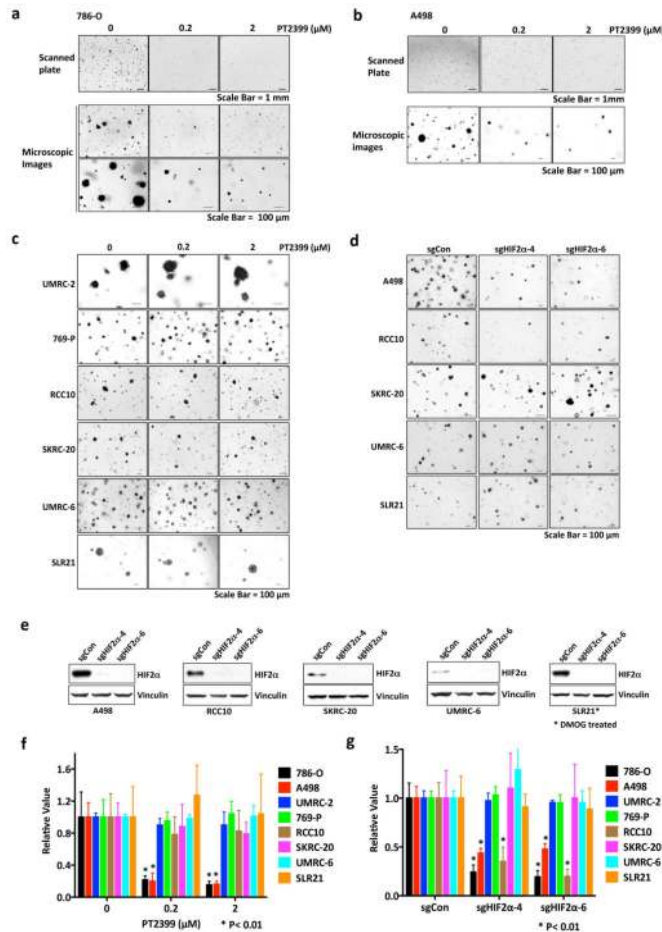 a
786-O
0 0.2 2 PT2399 (μM)
Scanned
plate
Scale Bar = 1 mm
Microscopic
Images
Scale Bar = 100 μm
b
A498
0 0.2 2 PT2399 (μM)
Scanned
Plate
Scale Bar = 1mm
Microscopic
images
Scale Bar = 100 μm
c
0 0.2 2 PT2399 (μM)
UMRC-2
769-P
RCC10
SKRC-20
UMRC-6
SLR21
Scale Bar = 100 μm
d
sgCon sgHIF2α-4 sgHIF2α-6
A498
RCC10
SKRC-20
UMRC-6
SLR21
Scale Bar = 100 μm
e
sgCon sgHIF2α-4 sgHIF2α-6
HIF2α
Vinculin
A498
sgCon sgHIF2α-4 sgHIF2α-6
HIF2α
Vinculin
RCC10
sgCon sgHIF2α-4 sgHIF2α-6
HIF2α
Vinculin
SKRC-20
sgCon sgHIF2α-4 sgHIF2α-6
HIF2α
Vinculin
UMRC-6
sgCon sgHIF2α-4 sgHIF2α-6
HIF2α
Vinculin
SLR21*
* DMOG treated
f
Relative Value
1.6
1.2
0.8
0.4
0.0
* * * *
0 0.2 2
PT2399 (μM)
* P< 0.01
786-O
A498
UMRC-2
769-P
RCC10
SKRC-20
UMRC-6
SLR21
g
Relative Value
1.5
1.0
0.5
0.0
* * * * * *
sgCon sgHIF2α-4 sgHIF2α-6
* P< 0.01
786-O
A498
UMRC-2
769-P
RCC10
SKRC-20
UMRC-6
SLR21